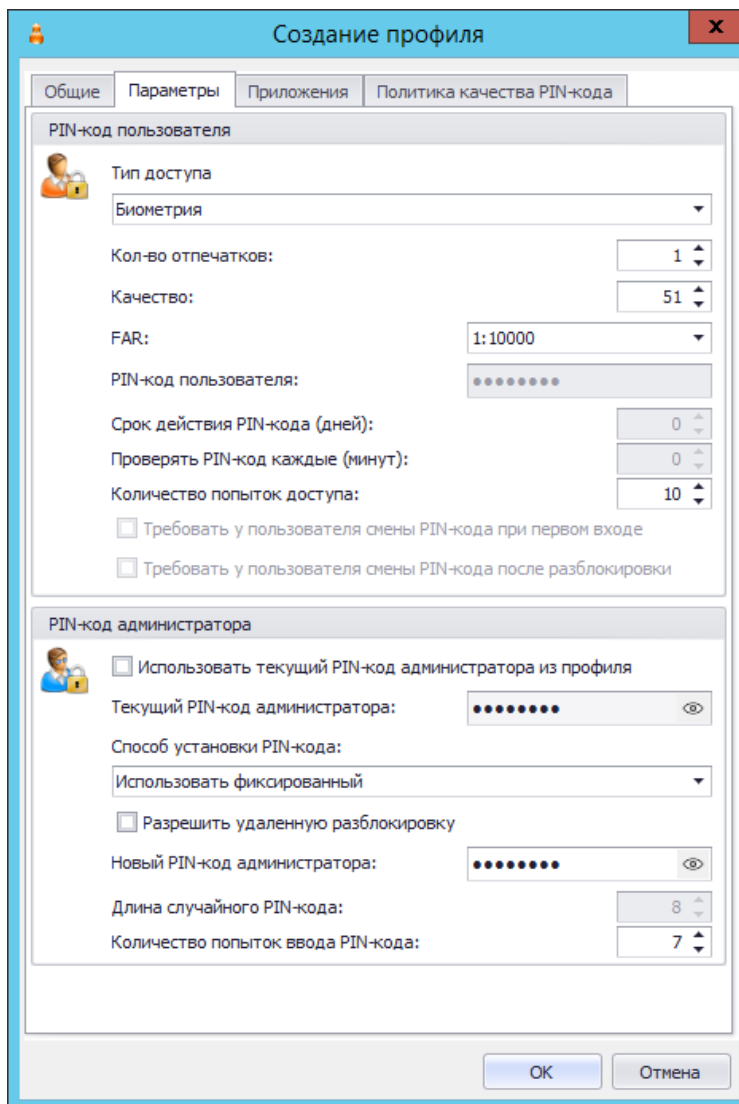 Создание профиля
x
Общие Параметры Приложения Политика качества PIN-кода
PIN-код пользователя
Тип доступа
Биометрия
Кол-во отпечатков: 1
Качество: 51
FAR: 1:10000
PIN-код пользователя: ●●●●●●●●
Срок действия PIN-кода (дней): 0
Проверять PIN-код каждые (минут): 0
Количество попыток доступа: 10
Требовать у пользователя смены PIN-кода при первом входе
Требовать у пользователя смены PIN-кода после разблокировки
PIN-код администратора
Использовать текущий PIN-код администратора из профиля
Текущий PIN-код администратора: ●●●●●●●●
Способ установки PIN-кода:
Использовать фиксированный
Разрешить удаленную разблокировку
Новый PIN-код администратора: ●●●●●●●●
Длина случайного PIN-кода: 8
Количество попыток ввода PIN-кода: 7
ОК Отмена